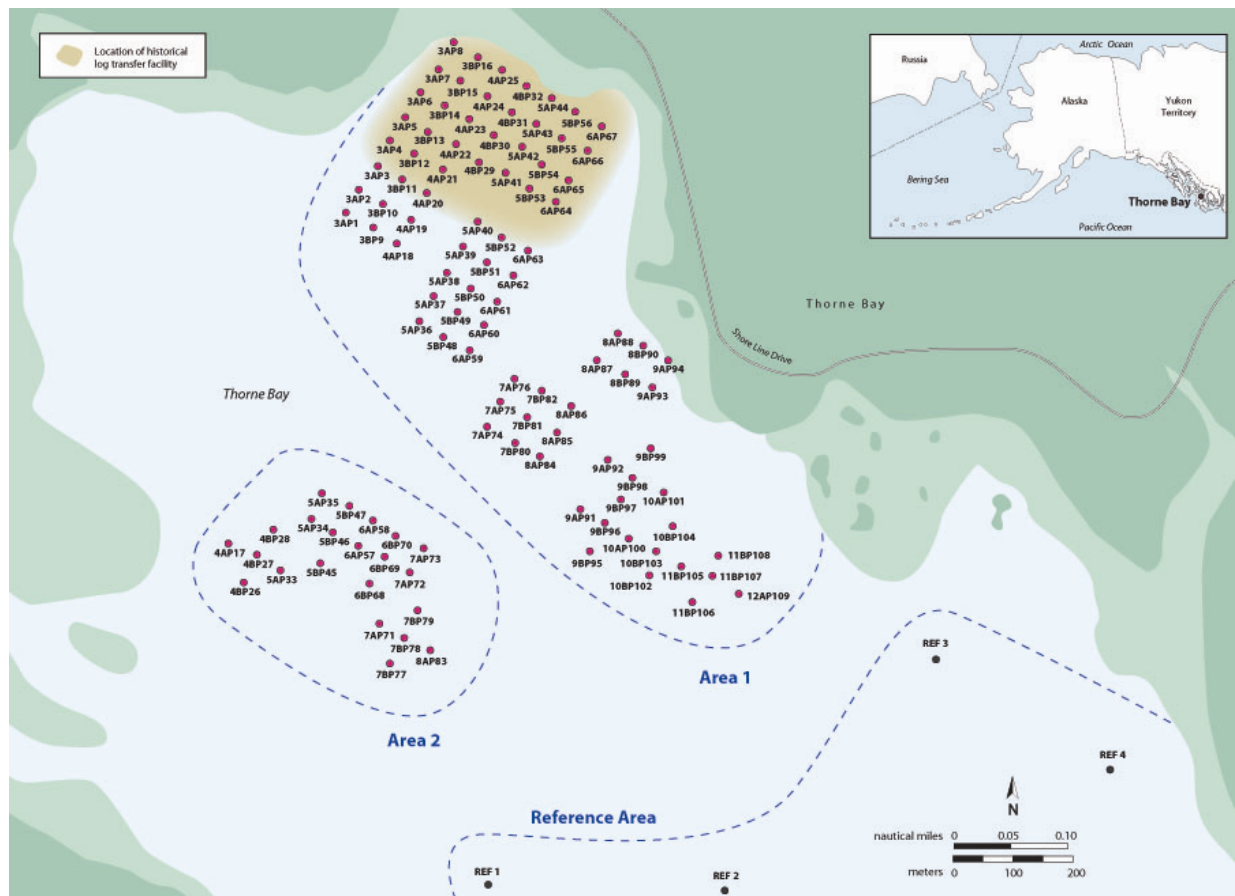 Location of historical
log transfer facility
Arctic Ocean
Russia
Alaska
Yukon
Territory
Bering Sea
Thorne Bay
Pacific Ocean
3AP8
3BP16
3AP7
4AP25
3BP15
4BP32
3AP6
4AP24
5AP44
3BP14
4BP31
5BP56
3AP5
4AP23
5AP43
6AP67
3BP13
4BP30
5BP55
3AP4
4AP22
5AP42
6AP66
3BP12
4BP29
5BP54
3AP3
4AP21
5AP41
6AP65
3BP11
5BP53
3AP2
4AP20
6AP64
3BP10
3AP1
4AP19
5AP40
3BP9
5BP52
4AP18
5AP39
6AP63
5BP51
5AP38
6AP62
5BP50
5AP37
6AP61
5BP49
5AP36
6AP60
5BP48
6AP59
Thorne Bay
Shore Line Drive
8AP88
8BP90
8AP87
9AP94
8BP89
9AP93
Thorne Bay
7AP76
7BP82
7AP75
8AP86
7BP81
7AP74
8AP85
7BP80
8AP84
9BP99
9AP92
9BP98
10AP101
9BP97
9AP91
9BP96
10BP104
10AP100
9BP95
10BP103
11BP108
11BP105
10BP102
11BP107
12AP109
11BP106
5AP35
5BP47
5AP34
6AP58
4BP28
5BP46
6BP70
4AP17
6AP57
7AP73
4BP27
6BP69
5BP45
5AP33
7AP72
4BP26
6BP68
7BP79
7AP71
7BP78
8AP83
7BP77
REF 3
Area 1
Area 2
REF 4
Reference Area
N
nautical miles 0 0.05 0.10
meters 0 100 200
REF 1
REF 2